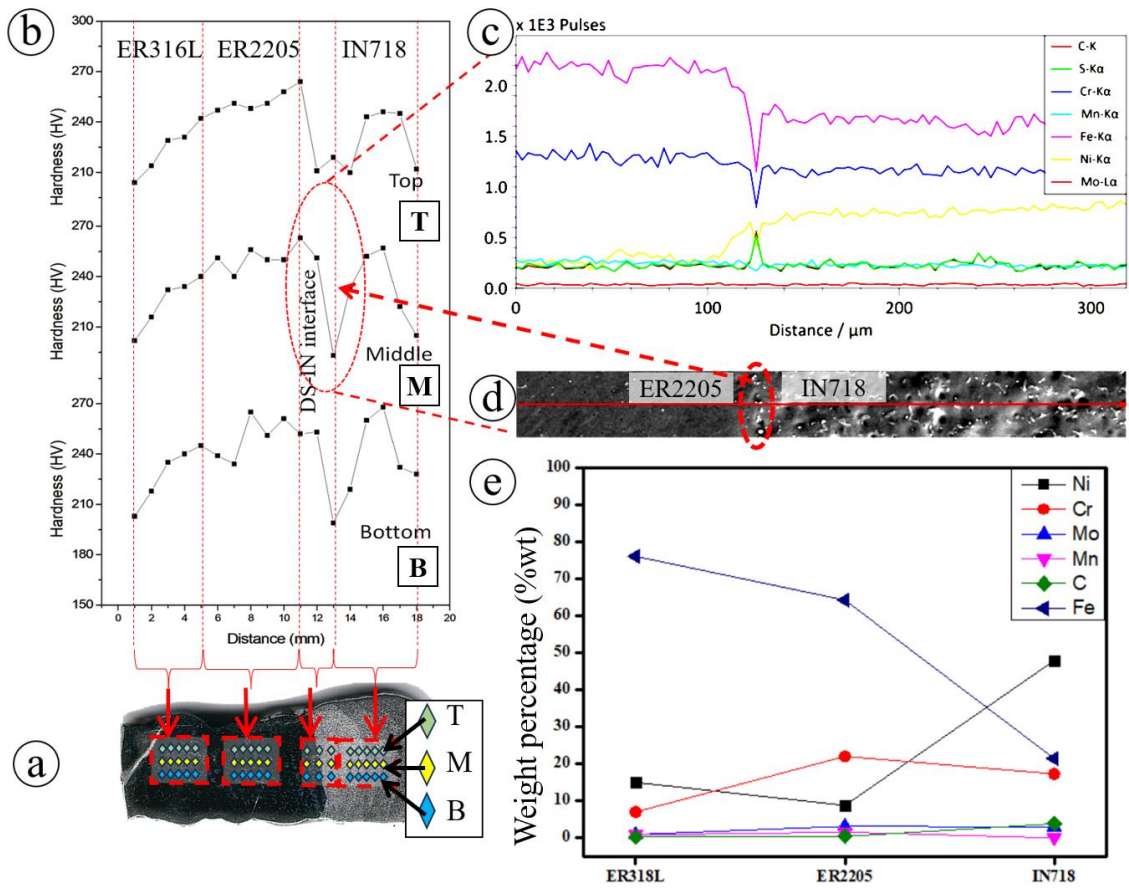 b
300
270
240
210
270
240
210
180
240
210
180
150
Hardness (HV)
Hardness (HV)
Hardness (HV)
ER316L
ER2205
IN718
Top
T
DS-IN interface
Middle
M
Bottom
B
0 2 4 6 8 10 12 14 16 18 20
Distance (mm)
a
T
M
B
c
x 1E3 Pulses
2.0
1.5
1.0
0.5
0.0
0 100 200 300
Distance / µm
C-K
S-Kα
Cr-Kα
Mn-Kα
Fe-Kα
Ni-Kα
Mo-Lα
d
ER2205
IN718
e
Weight percentage (%wt)
100
90
80
70
60
50
40
30
20
10
0
Ni
Cr
Mo
Mn
C
Fe
ER318L
ER2205
IN718